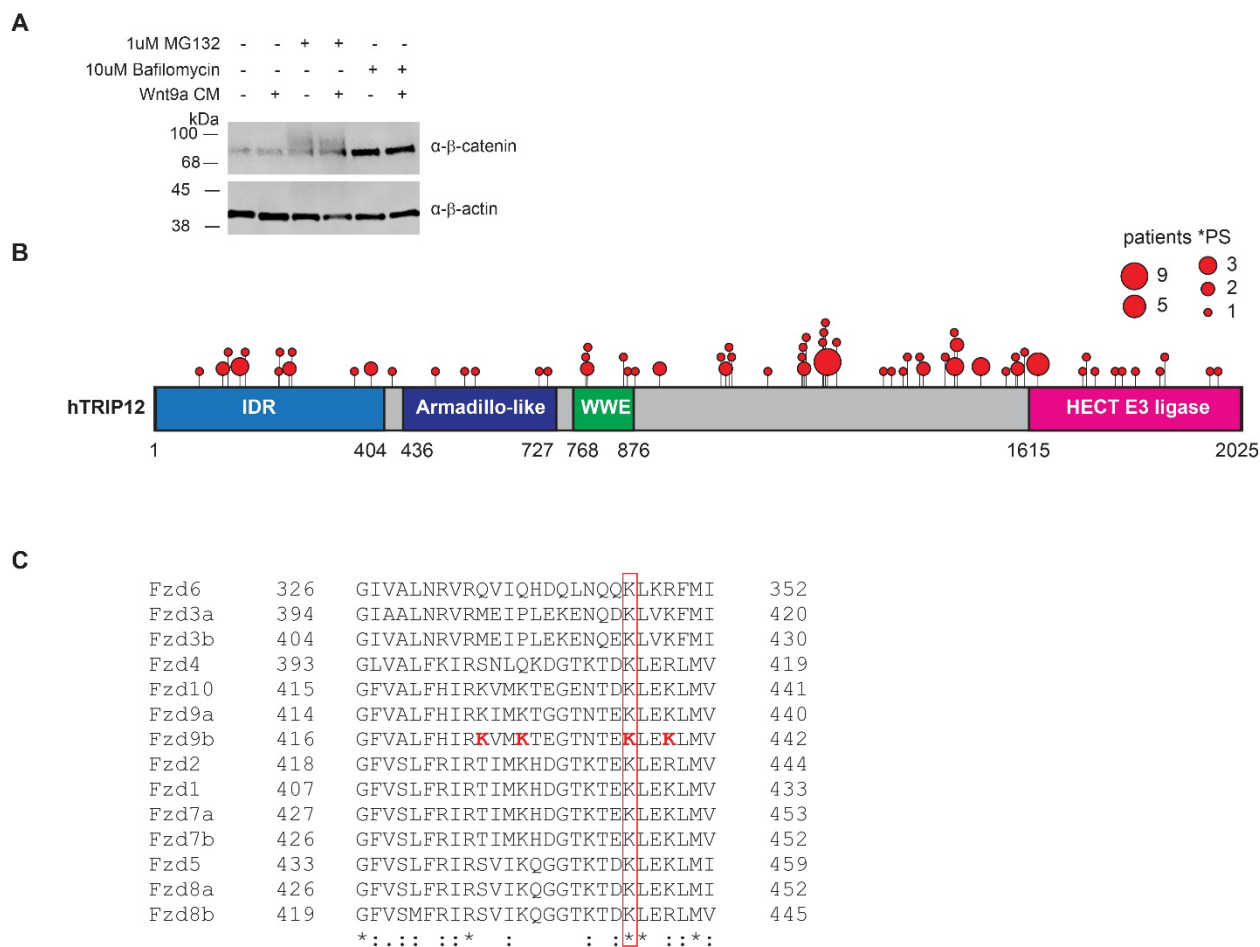 A
1uM MG132 - - + + - -
10uM Bafilomycin - - - - + +
Wnt9a CM - + - + - +
kDa
100
68
α-β-catenin
45
38
α-β-actin
B
patients *PS
9 3
5 2
1
hTRIP12 IDR Armadillo-like WWE HECT E3 ligase
1 404 436 727 768 876 1615 2025
C
Fzd6 326 GIVALNRVRQVIQHDQLNQQKLKRFMI 352
Fzd3a 394 GIAALNRVRMEIPLEKENQDKLVKFMI 420
Fzd3b 404 GIAALNRVRMEIPLEKENQEKLVKFMI 430
Fzd4 393 GLVALFKIRSNLQKDGTKTDKLERLMV 419
Fzd10 415 GFVALFHIRKVMKTEGENTDKLEKLMV 441
Fzd9a 414 GFVALFHIRKIMKTGGTNTEKLEKLMV 440
Fzd9b 416 GFVALFHIRKVMKTEGTNTEKLEKLMV 442
Fzd2 418 GFVSLFRIRTIMKHDGTKTEKLERLMV 444
Fzd1 407 GFVSLFRIRTIMKHDGTKTEKLEKLMV 433
Fzd7a 427 GFVSLFRIRTIMKHDGTKTEKLEKLMV 453
Fzd7b 426 GFVSLFRIRTIMKHDGTKTEKLEKLMV 452
Fzd5 433 GFVSLFRIRSVIKQGGTKTDKLEKLMI 459
Fzd8a 426 GFVSLFRIRSVIKQGGTKTDKLEKLMI 452
Fzd8b 419 GFVSMFRIRSVIKQGGTKTDKLERLMV 445
*:.:: ::* : : :** ::*: